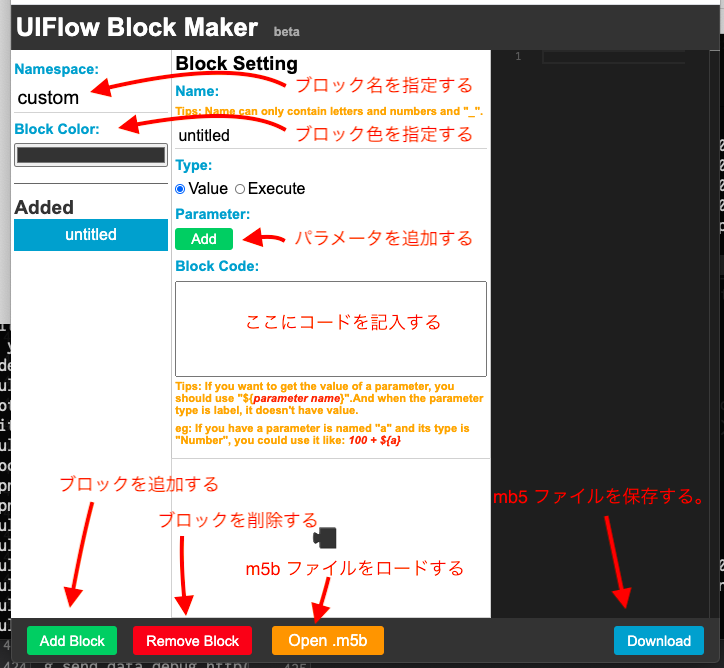 UIFlow Block Maker beta
Namespace:
custom
ブロック名を指定する
Block Color:
ブロック色を指定する
Added
untitled
Block Setting
Name:
Tips: Name can only contain letters and numbers and "_".
untitled
Type:
Value Execute
Parameter:
Add
パラメータを追加する
Block Code:
ここにコードを記入する
Tips: If you want to get the value of a parameter, you
should use "${parameter name}".And when the parameter
type is label, it doesn't have value.
eg: If you have a parameter is named "a" and its type is
"Number", you could use it like: 100 + ${a}
1
ブロックを追加する
ブロックを削除する
m5b ファイルをロードする
mb5 ファイルを保存する。
Add Block
Remove Block
Open .m5b
Download